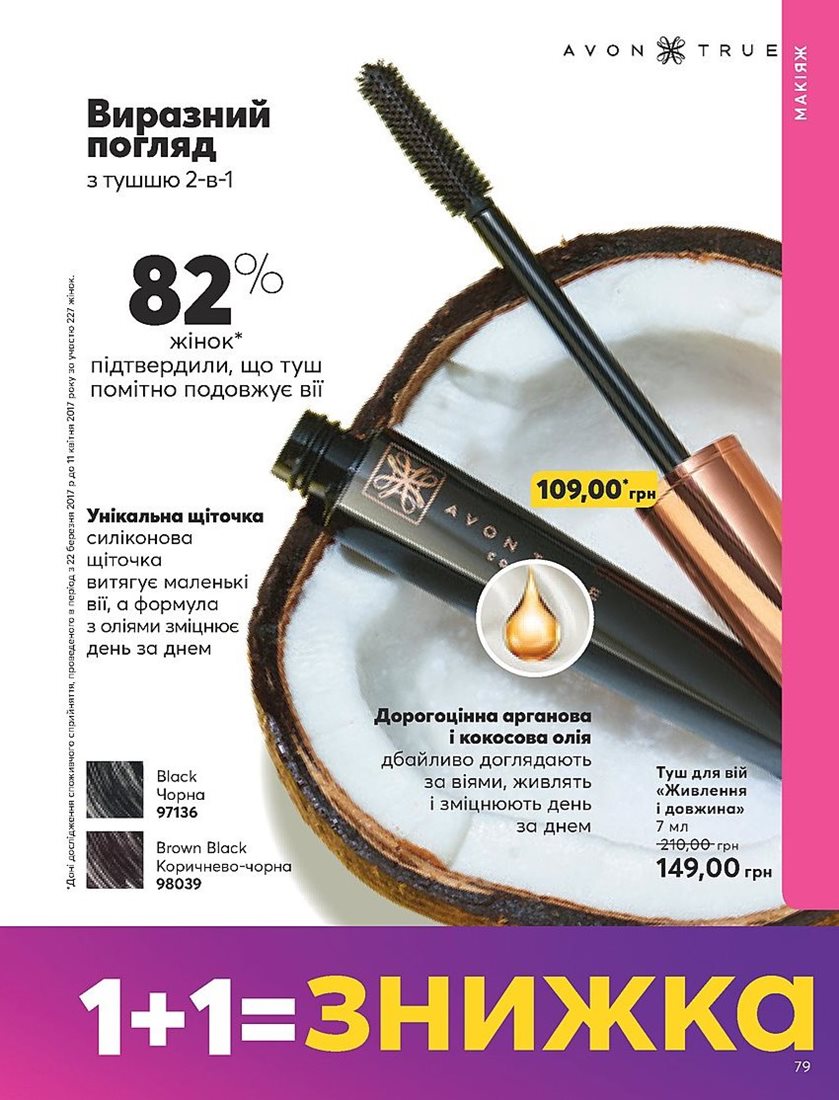 AVON TRUE
МАКІЯЖ
Виразний
погляд
з тушшю 2-в-1
82%
жінок*
підтвердили, що туш
помітно подовжує вії
109,00* грн
AVON TRUE
Унікальна щіточка
силіконова
щіточка
витягує маленькі
вії, а формула
з оліями зміцнює
день за днем
*Дані дослідження споживчого сприйняття, проведеного в період з 22 березня 2017 р до 11 квітня 2017 року за участю 227 жінок.
Дорогоцінна арганова
і кокосова олія
дбайливо доглядають
за віями, живлять
і зміцнюють день
за днем
Black
Чорна
97136
Brown Black
Коричнево-чорна
98039
Туш для вій
«Живлення
і довжина»
7 мл
210,00 грн
149,00 грн
1+1=ЗНИЖКА
79